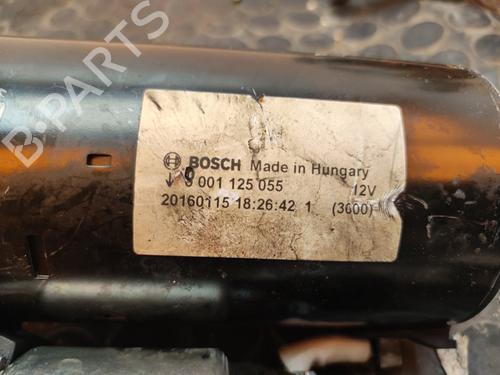 B-PARTS
BOSCH Made in Hungary
0 001 125 055 12V
20160115 18:26:42 1 (3600)